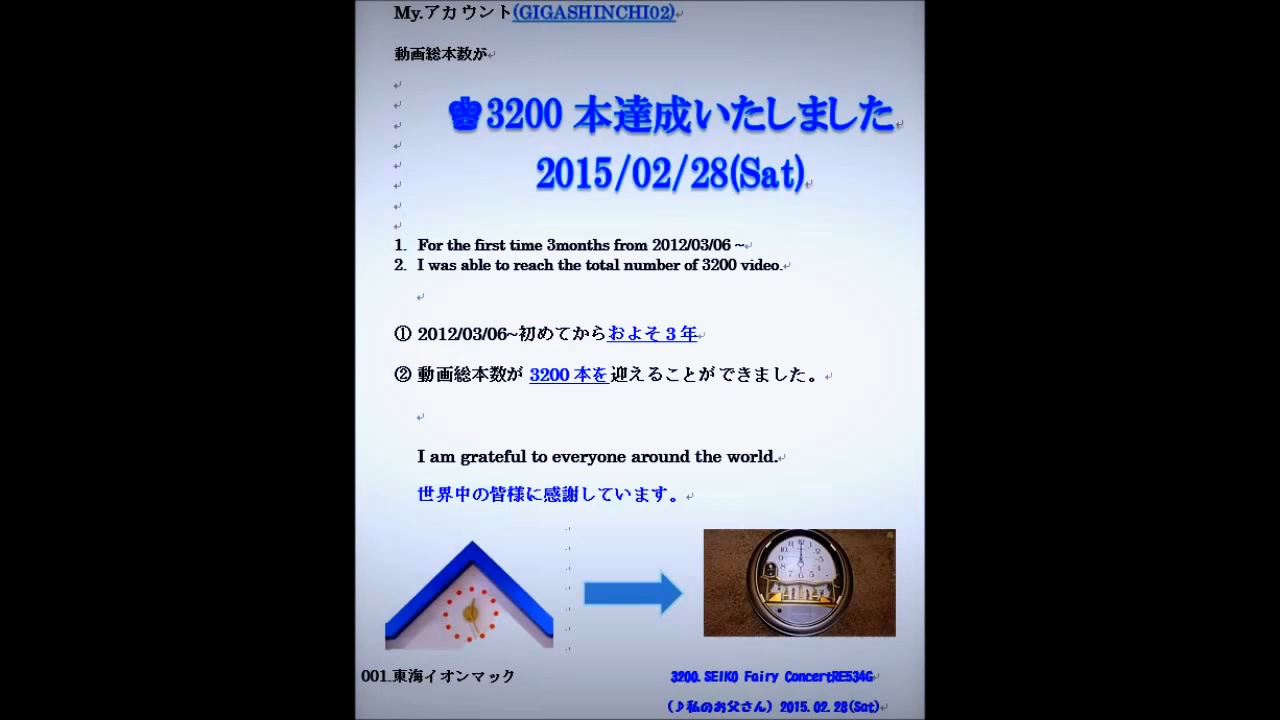 My.アカウント(GIGASHINCHI02)
動画総本数が
♚3200 本達成いたしました
2015/02/28(Sat)
1. For the first time 3months from 2012/03/06 ~
2. I was able to reach the total number of 3200 video.
① 2012/03/06~初めてからおよそ 3 年
② 動画総本数が 3200 本を迎えることができました。
I am grateful to everyone around the world.
世界中の皆様に感謝しています。
001.東海イオンマック
3200.SEIKO Fairy ConcertRE534G
(♪私のお父さん) 2015.02.28(Sat)